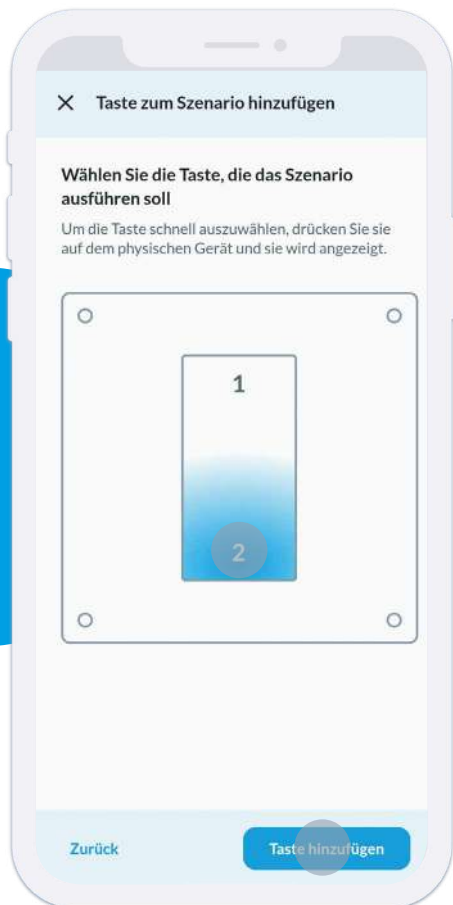 Taste zum Szenario hinzufügen
Wählen Sie die Taste, die das Szenario
ausführen soll
Um die Taste schnell auszuwählen, drücken Sie sie
auf dem physischen Gerät und sie wird angezeigt.
1
2
Zurück
Taste hinzufügen